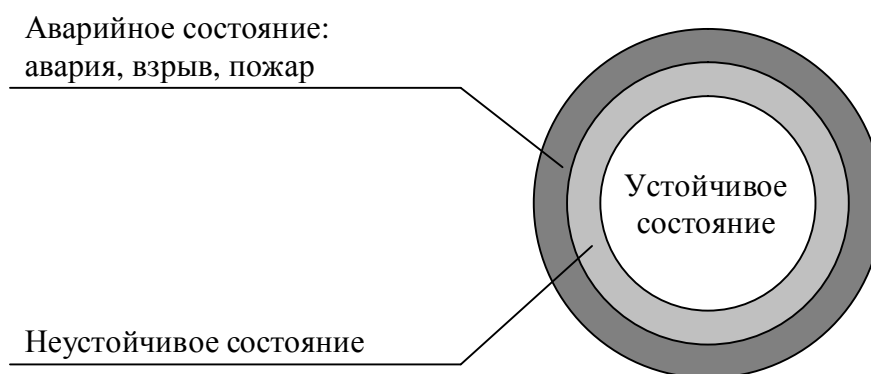 Аварийное состояние:
авария, взрыв, пожар
Устойчивое
состояние
Неустойчивое состояние